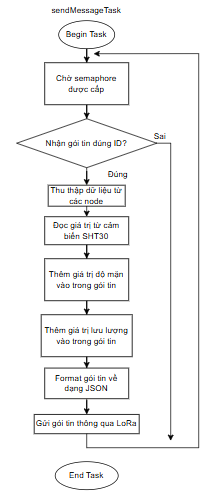 sendMessageTask
Begin Task
Chờ semaphore
được cấp
Nhận gói tin đúng ID?
Sai
Đúng
Thu thập dữ liệu từ
các node
Đọc giá trị từ cảm
biến SHT30
Thêm giá trị độ mặn
vào trong gói tin
Thêm giá trị lưu lượng
vào trong gói tin
Format gói tin về
dạng JSON
Gửi gói tin thông qua LoRa
End Task